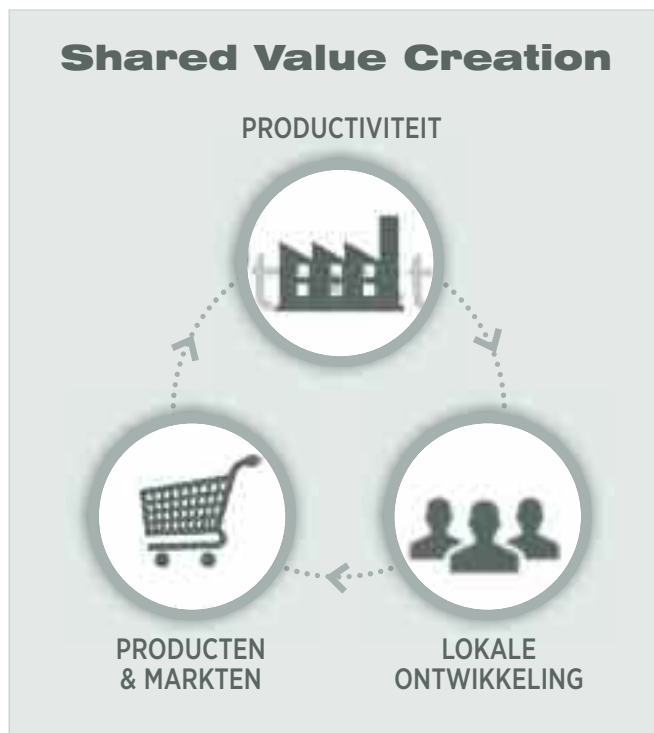 Shared Value Creation
PRODUCTIVITEIT
t t
PRODUCTEN
& MARKTEN
LOKALE
ONTWIKKELING